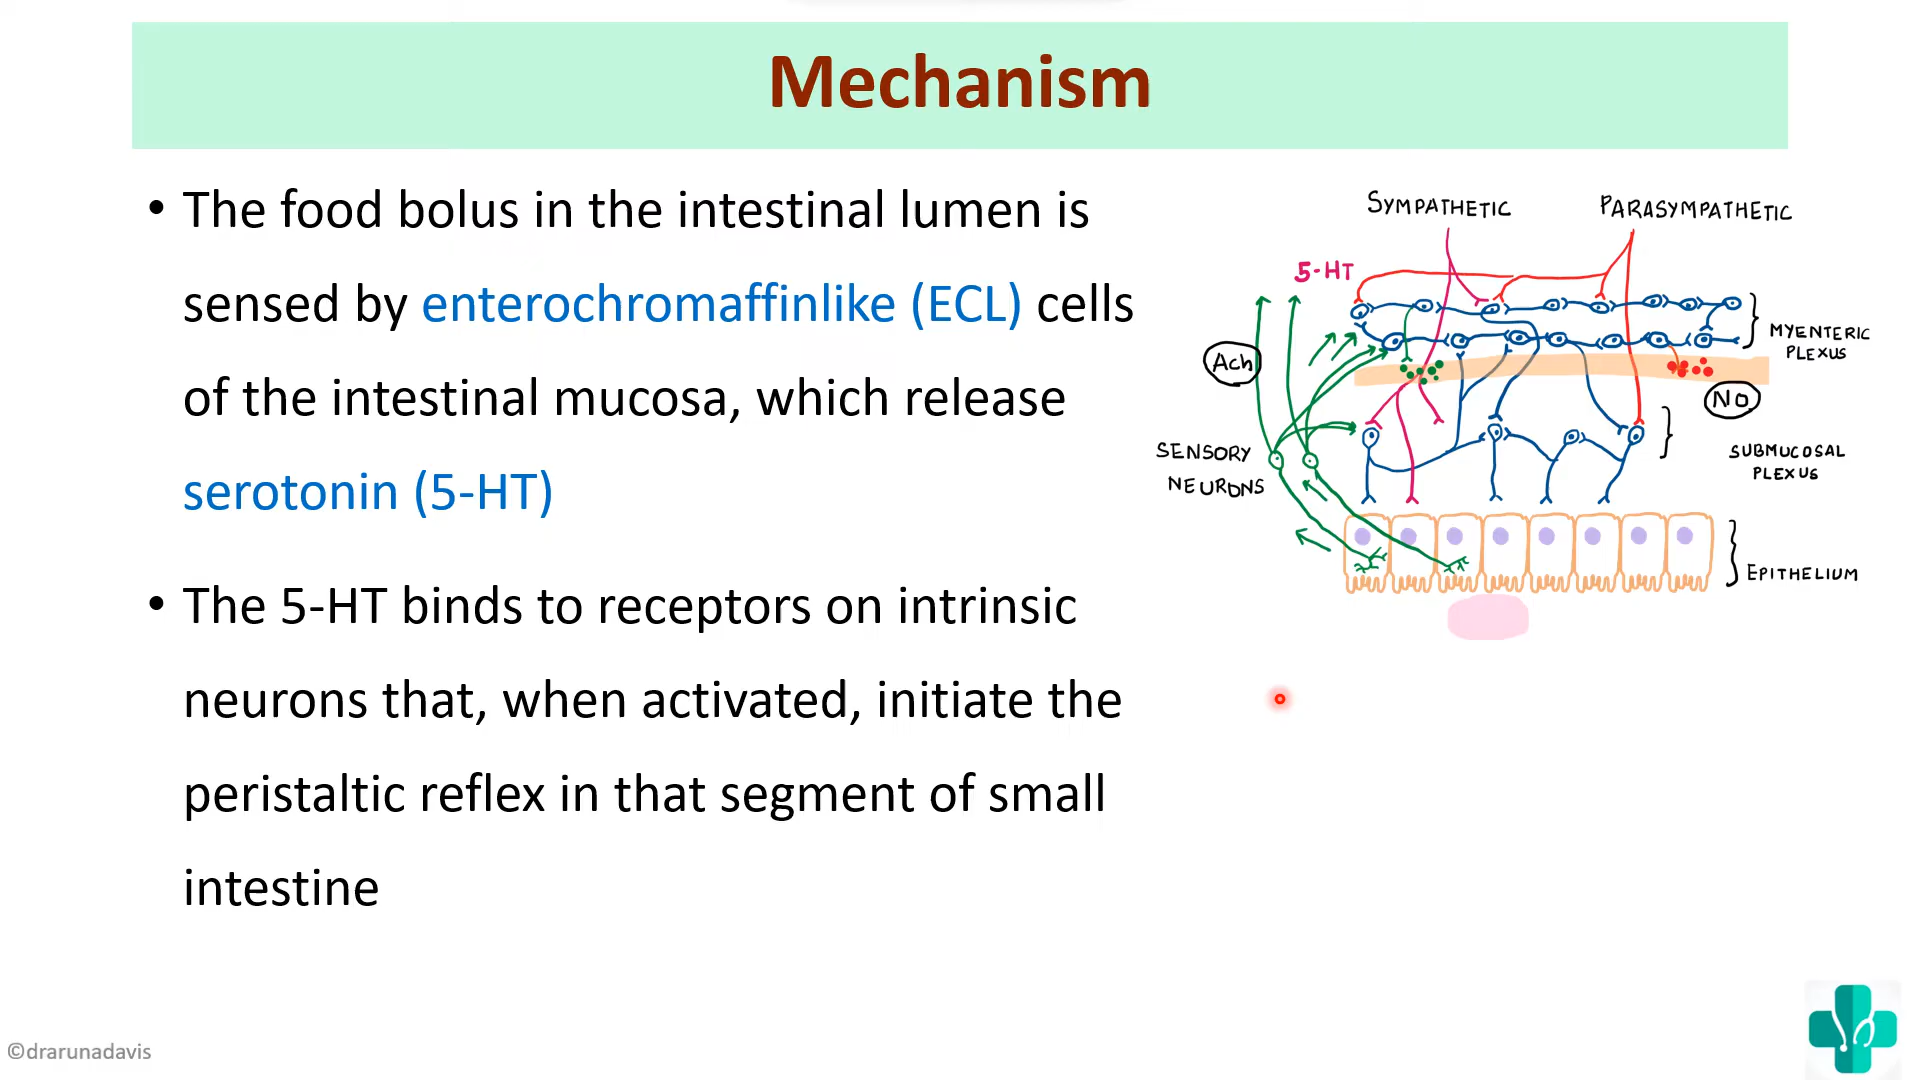 Mechanism
• The food bolus in the intestinal lumen is
sensed by enterochromaffinlike (ECL) cells
of the intestinal mucosa, which release
serotonin (5-HT)
• The 5-HT binds to receptors on intrinsic
neurons that, when activated, initiate the
peristaltic reflex in that segment of small
intestine
SYMPATHETIC
PARASYMPATHETIC
5-HT
Ach
MYENTERIC
PLEXUS
NO
SENSORY
NEURONS
SUBMUCOSAL
PLEXUS
EPITHELIUM
©drarunadavis